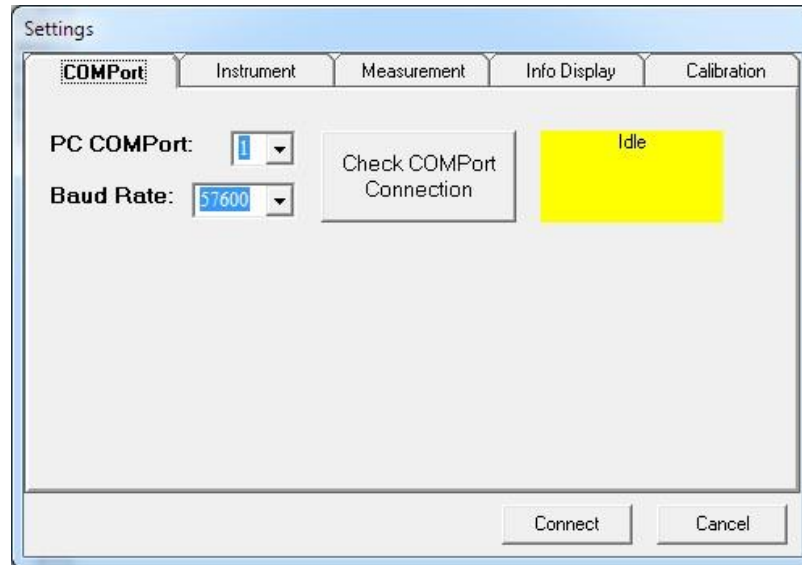 Settings
COMPort Instrument Measurement Info Display Calibration
PC COMPort: 1
Check COMPort
Connection
Idle
Baud Rate: 57600
Connect Cancel